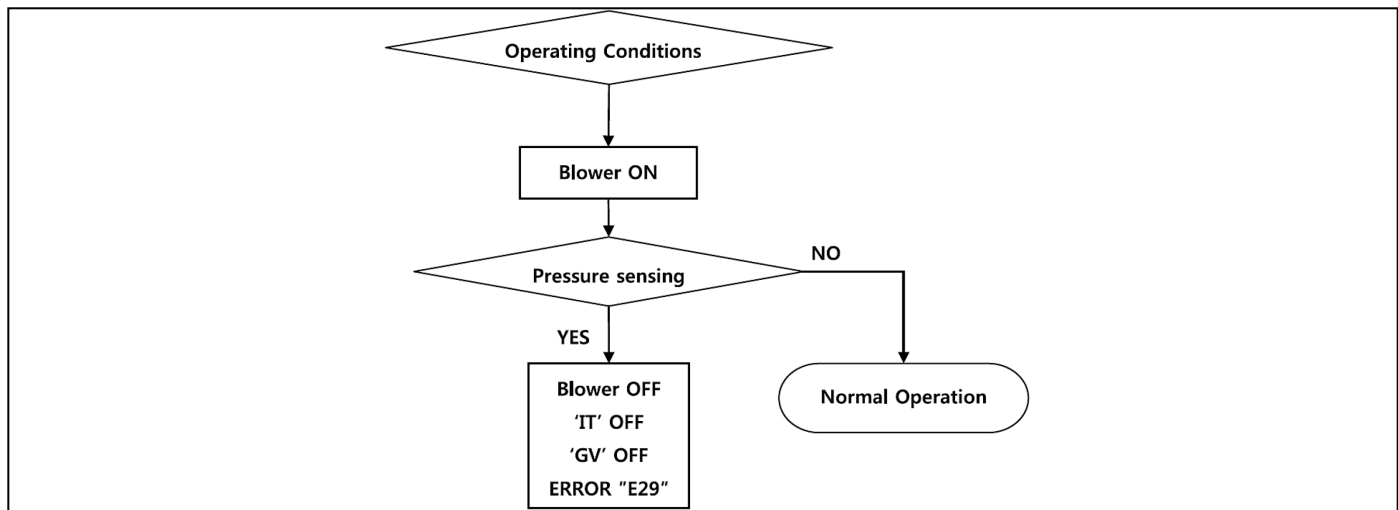 Operating Conditions
Blower ON
Pressure sensing
NO
YES
Blower OFF
‘IT’ OFF
‘GV’ OFF
ERROR "E29"
Normal Operation